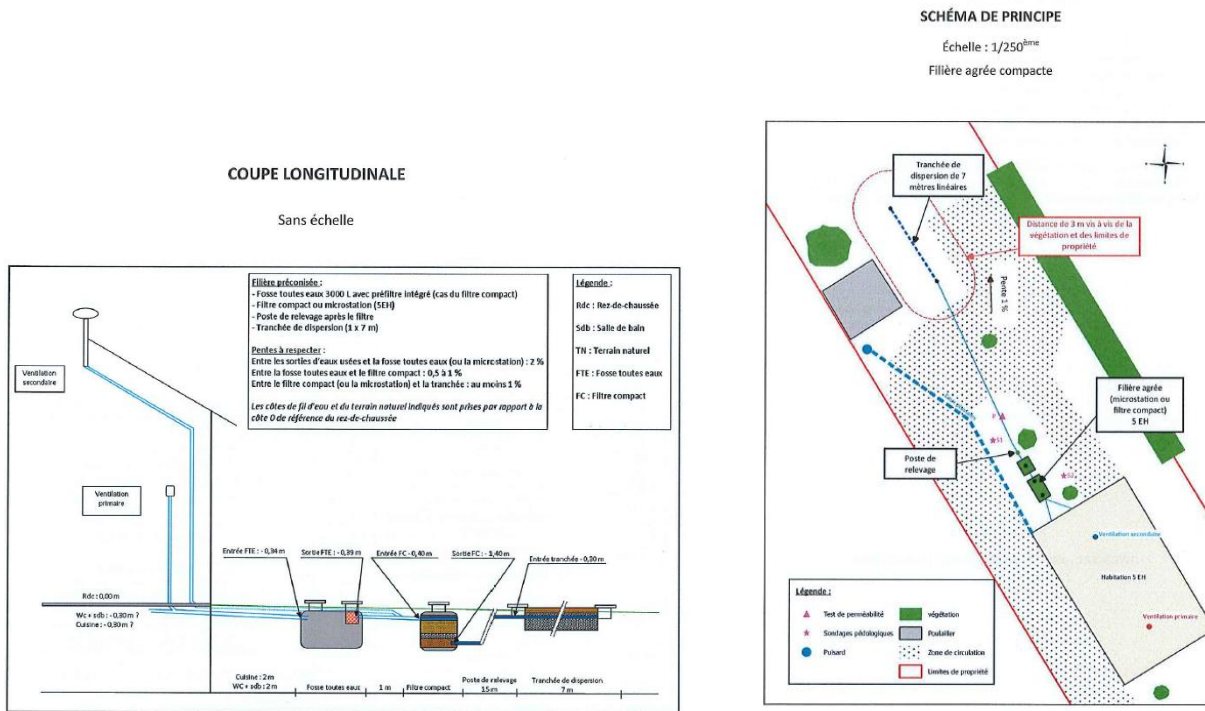 COUPE LONGITUDINALE
Sans échelle
Filière préconisée :
- Fosse toutes eaux 3000 L avec préfiltre intégré (cas du filtre compact)
- Filtre compact ou microstation (5EH)
- Poste de relevage après le filtre
- Tranchée de dispersion (1 x 7 m)
Pentes à respecter :
Entre les sorties d'eaux usées et la fosse toutes eaux (ou la microstation) : 2 %
Entre la fosse toutes eaux et le filtre compact : 0,5 à 1 %
Entre le filtre compact (ou la microstation) et la tranchée : au moins 1 %
Les côtes de fil d'eau et du terrain naturel indiqués sont prises par rapport à la
côte 0 de référence du rez-de-chaussée
Légende :
Rdc : Rez-de-chaussée
Sdb : Salle de bain
TN : Terrain naturel
FTE : Fosse toutes eaux
FC : Filtre compact
Ventilation
secondaire
Ventilation
primaire
Entrée FTE : - 0,34 m
Sortie FTE : - 0,39 m
Entrée FC - 0,40 m
Sortie FC : - 1,40 m
Entrée tranchée - 0,30 m
Rdc : 0,00 m
Wc + sdb : - 0,30 m ?
Cuisine : - 0,30 m ?
Cuisine : 2 m
WC + sdb : 2 m
Fosse toutes eaux
1 m
Filtre compact
Poste de relevage
15 m
Tranchée de dispersion
7 m
SCHÉMA DE PRINCIPE
Échelle : 1/250ème
Filière agrée compacte
Tranchée de
dispersion de 7
mètres linéaires
Distance de 3 m vis à vis de la
végétation et des limites de
propriété
Pente 1 %
Filière agrée
(microstation ou
filtre compact)
5 EH
Poste de
relevage
P
S1
S2
Ventilation secondaire
Habitation 5 EH
Ventilation primaire
Légende :
Test de perméabilité
Sondages pédologiques
Puisard
végétation
Poulailler
Zone de circulation
Limites de propriété